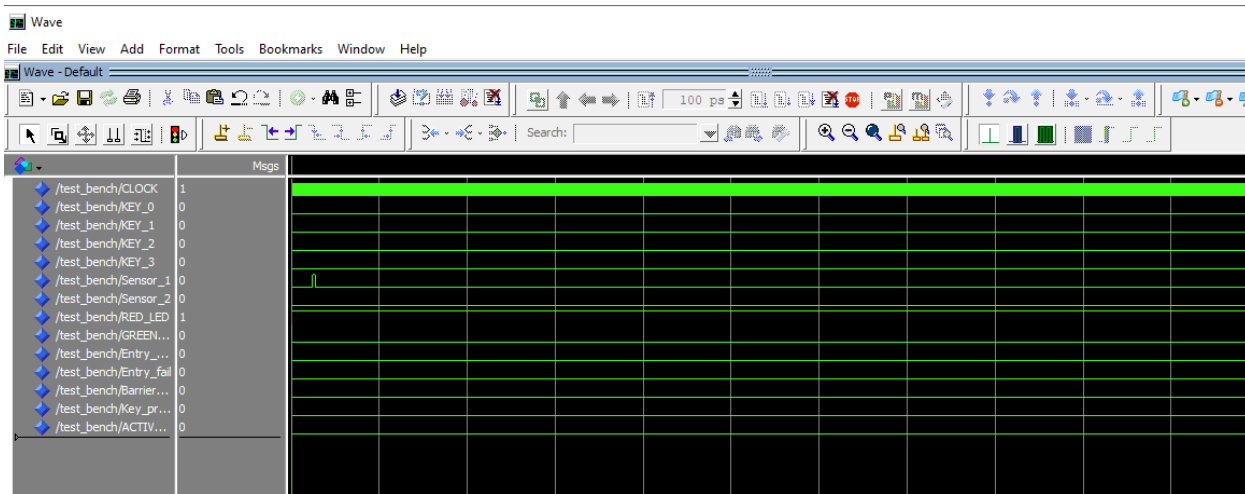 Wave
File Edit View Add Format Tools Bookmarks Window Help
Wave - Default
100 ps
STOP
Search:
Msgs
/test_bench/CLOCK 1
/test_bench/KEY_0 0
/test_bench/KEY_1 0
/test_bench/KEY_2 0
/test_bench/KEY_3 0
/test_bench/Sensor_1 0
/test_bench/Sensor_2 0
/test_bench/RED_LED 1
/test_bench/GREEN... 0
/test_bench/Entry_... 0
/test_bench/Entry_fail 0
/test_bench/Barrier... 0
/test_bench/Key_pr... 0
/test_bench/ACTIV... 0